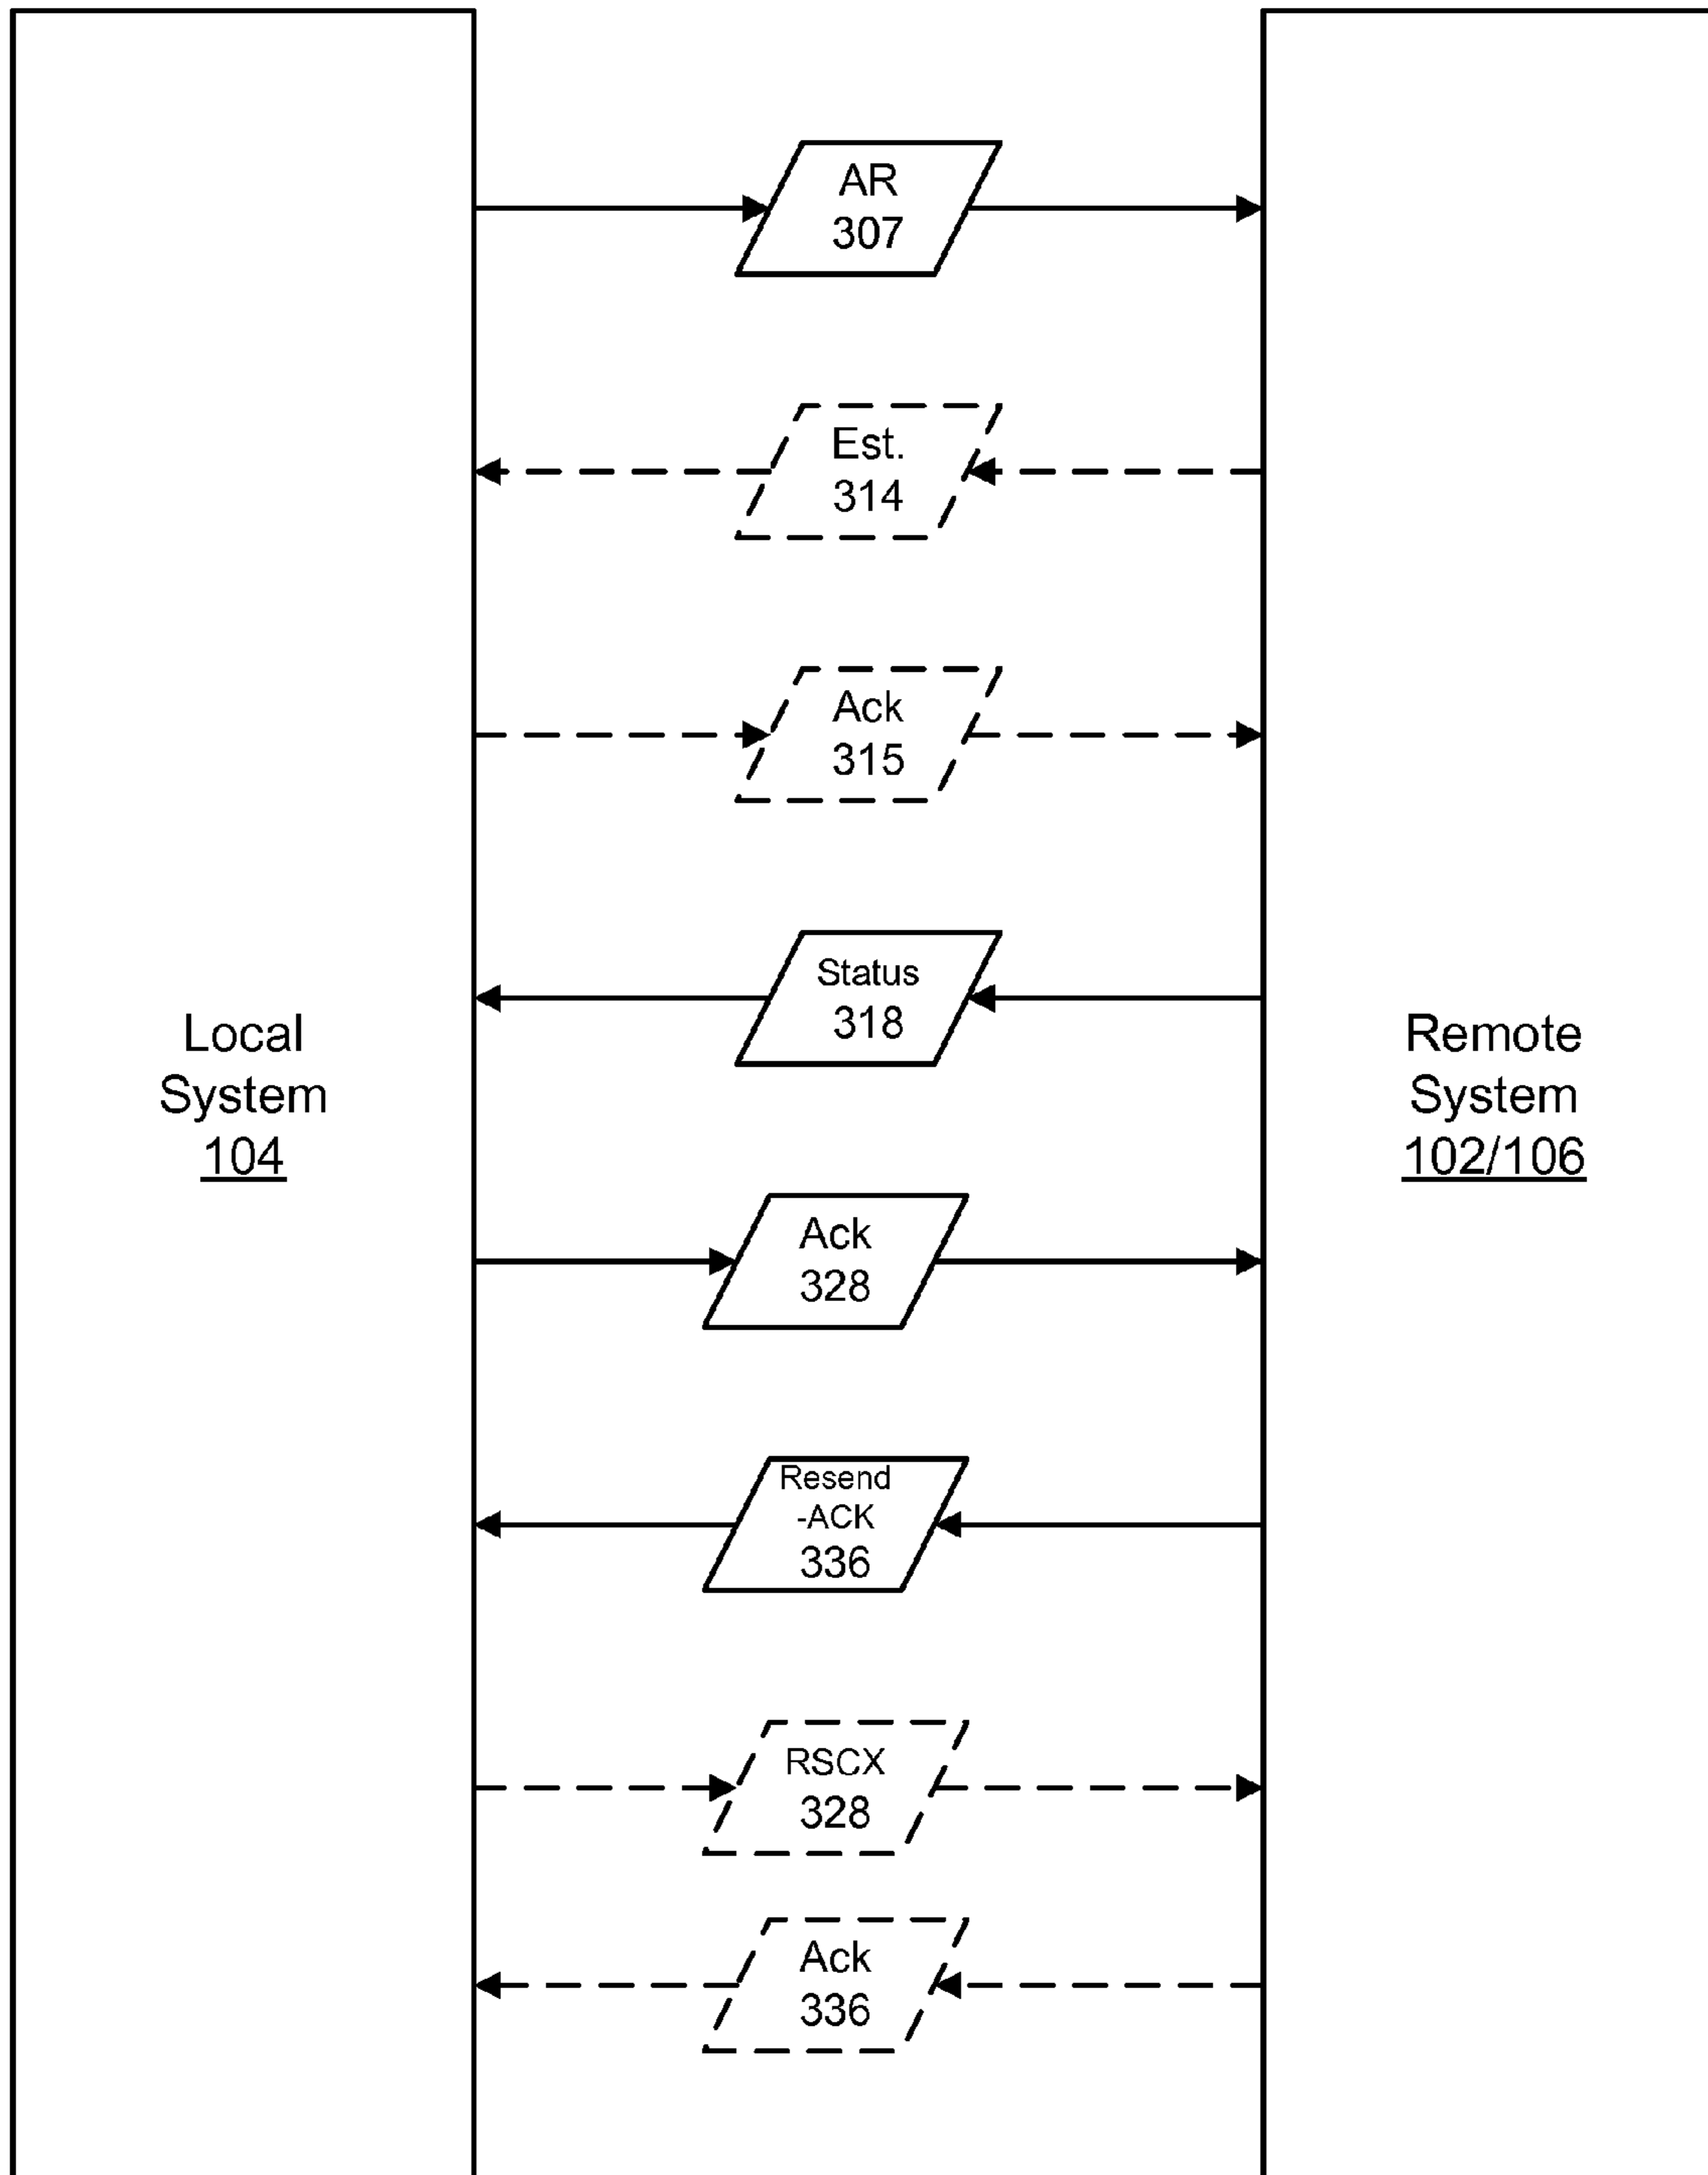 AR
307
Est.
314
Ack
315
Status
318
Local
System
104
Remote
System
102/106
Ack
328
Resend
-ACK
336
RSCX
328
Ack
336